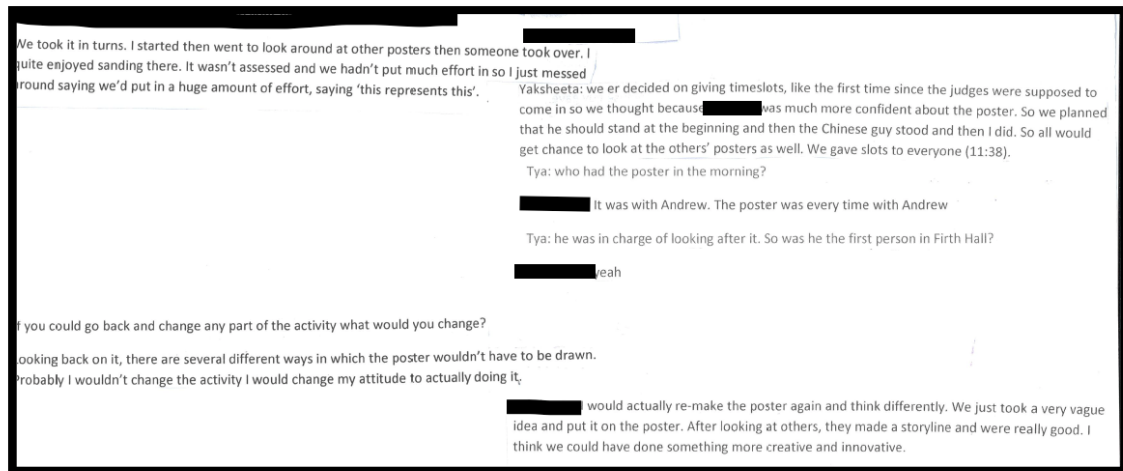 We took it in turns. I started then went to look around at other posters then someone took over. I
quite enjoyed sanding there. It wasn't assessed and we hadn't put much effort in so I just messed
around saying we'd put in a huge amount of effort, saying 'this represents this'.
Yaksheeta: we er decided on giving timeslots, like the first time since the judges were supposed to
come in so we thought because was much more confident about the poster. So we planned
that he should stand at the beginning and then the Chinese guy stood and then I did. So all would
get chance to look at the others' posters as well. We gave slots to everyone (11:38).
Tya: who had the poster in the morning?
It was with Andrew. The poster was every time with Andrew
Tya: he was in charge of looking after it. So was he the first person in Firth Hall?
yeah
If you could go back and change any part of the activity what would you change?
Looking back on it, there are several different ways in which the poster wouldn't have to be drawn.
Probably I wouldn't change the activity I would change my attitude to actually doing it.
I would actually re-make the poster again and think differently. We just took a very vague
idea and put it on the poster. After looking at others, they made a storyline and were really good. I
think we could have done something more creative and innovative.